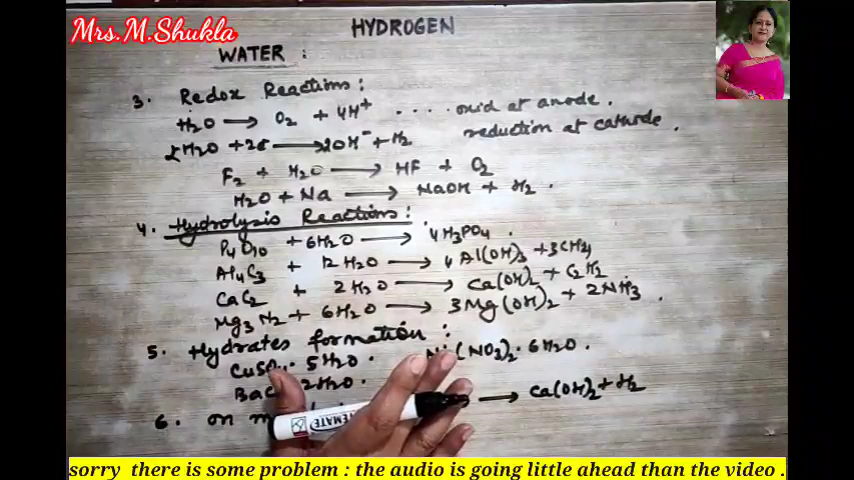 Mrs.M.Shukla
HYDROGEN
WATER :
3. Redox Reactions :
H2O → O2 + 4H+ .... oxid at anode.
2H2O + 2e → 2OH- + H2 reduction at cathode.
F2 + H2O → HF + O2
H2O + Na → NaOH + H2.
4. Hydrolysis Reactions :
P4O10 + 6H2O → 4H3PO4.
Al4C3 + 12H2O → 4Al(OH)3 + 3CH4
CaC2 + 2H2O → Ca(OH)2 + C2H2
Mg3N2 + 6H2O → 3Mg(OH)2 + 2NH3.
5. Hydrates formation :
CuSO4. 5H2O. (NO2)2. 6H2O.
2H2O.
6. on → Ca(OH)2 + H2
REMATE
sorry there is some problem : the audio is going little ahead than the video .